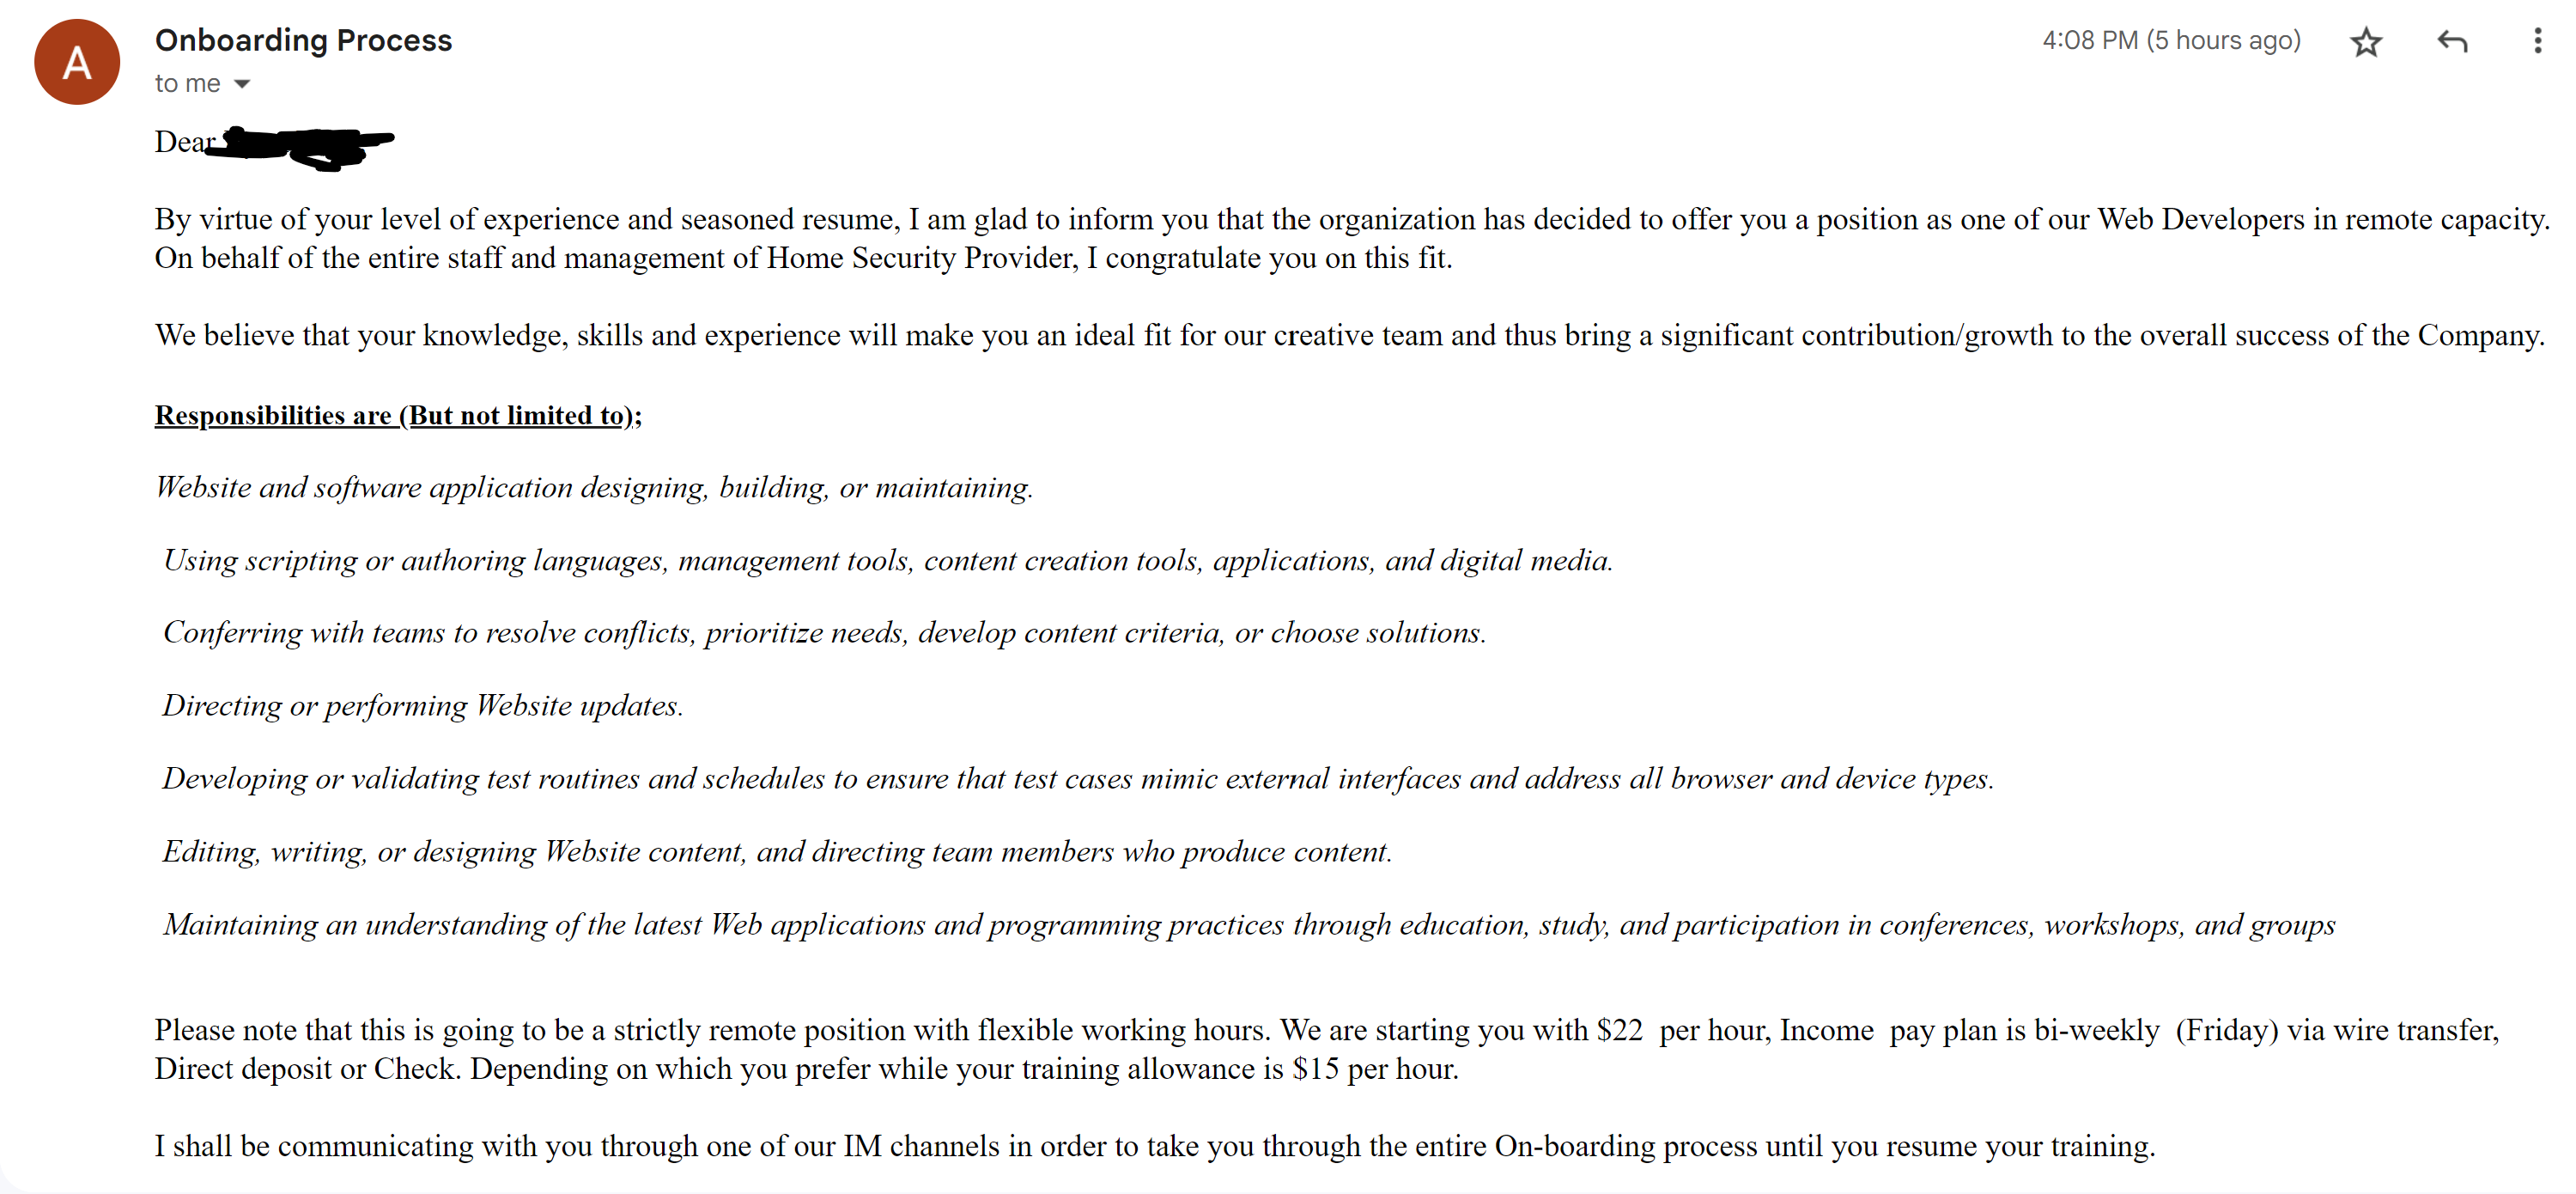 A
Onboarding Process
4:08 PM (5 hours ago)
to me
Dear
By virtue of your level of experience and seasoned resume, I am glad to inform you that the organization has decided to offer you a position as one of our Web Developers in remote capacity.
On behalf of the entire staff and management of Home Security Provider, I congratulate you on this fit.
We believe that your knowledge, skills and experience will make you an ideal fit for our creative team and thus bring a significant contribution/growth to the overall success of the Company.
Responsibilities are (But not limited to);
Website and software application designing, building, or maintaining.
Using scripting or authoring languages, management tools, content creation tools, applications, and digital media.
Conferring with teams to resolve conflicts, prioritize needs, develop content criteria, or choose solutions.
Directing or performing Website updates.
Developing or validating test routines and schedules to ensure that test cases mimic external interfaces and address all browser and device types.
Editing, writing, or designing Website content, and directing team members who produce content.
Maintaining an understanding of the latest Web applications and programming practices through education, study, and participation in conferences, workshops, and groups
Please note that this is going to be a strictly remote position with flexible working hours. We are starting you with $22  per hour, Income  pay plan is bi-weekly  (Friday) via wire transfer,
Direct deposit or Check. Depending on which you prefer while your training allowance is $15 per hour.
I shall be communicating with you through one of our IM channels in order to take you through the entire On-boarding process until you resume your training.